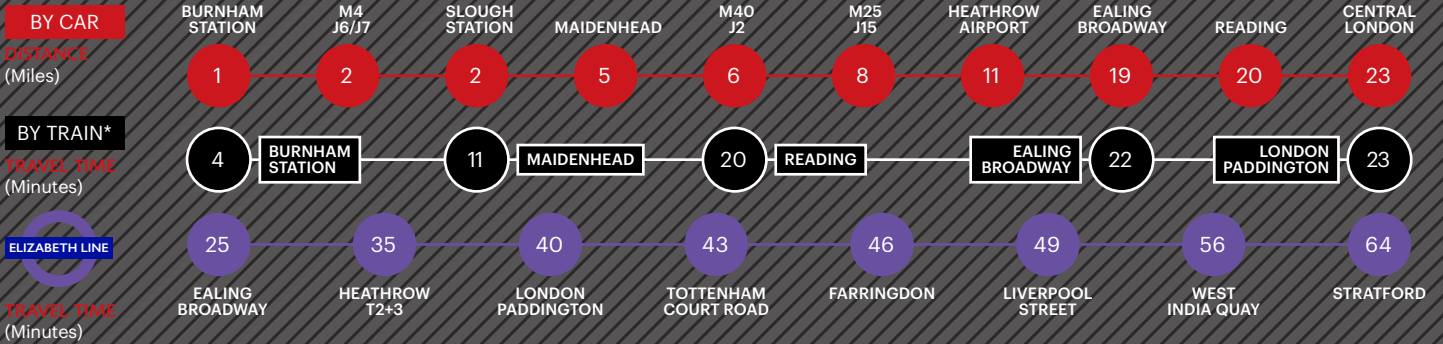 BY CAR
DISTANCE
(Miles)
BURNHAM
STATION
1
M4
J6/J7
2
SLOUGH
STATION
2
MAIDENHEAD
5
M40
J2
6
M25
J15
8
HEATHROW
AIRPORT
11
EALING
BROADWAY
19
READING
20
CENTRAL
LONDON
23
BY TRAIN*
TRAVEL TIME
(Minutes)
4
BURNHAM
STATION
11
MAIDENHEAD
20
READING
EALING
BROADWAY
22
LONDON
PADDINGTON
23
ELIZABETH LINE
TRAVEL TIME
(Minutes)
25
EALING
BROADWAY
35
HEATHROW
T2+3
40
LONDON
PADDINGTON
43
TOTTENHAM
COURT ROAD
46
FARRINGDON
49
LIVERPOOL
STREET
56
WEST
INDIA QUAY
64
STRATFORD